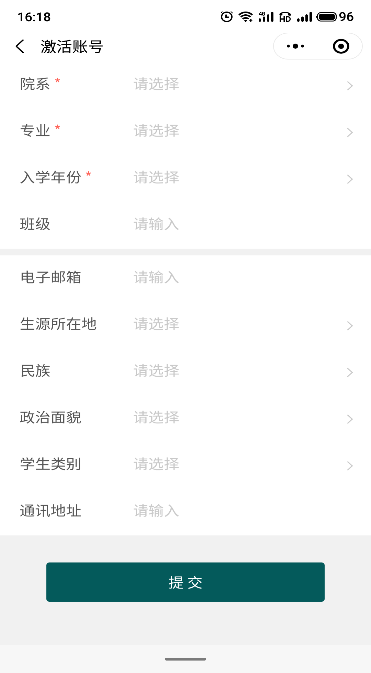 16:18 4G HD 96
激活账号
院系 * 请选择
专业 * 请选择
入学年份 * 请选择
班级 请输入
电子邮箱 请输入
生源所在地 请选择
民族 请选择
政治面貌 请选择
学生类别 请选择
通讯地址 请输入
提交